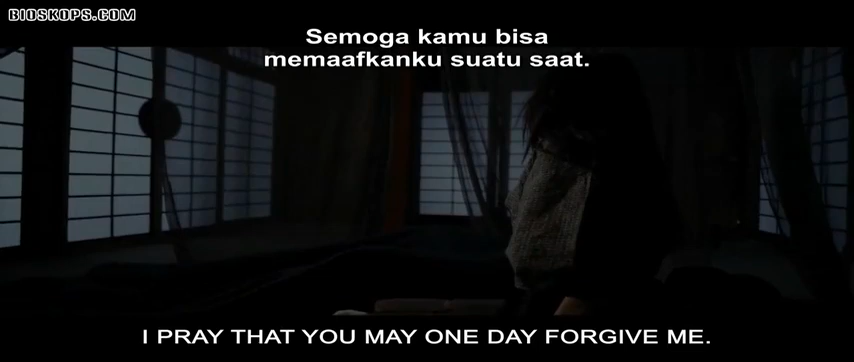 BIOSKOPS.COM
Semoga kamu bisa
memaafkanku suatu saat.
I PRAY THAT YOU MAY ONE DAY FORGIVE ME.